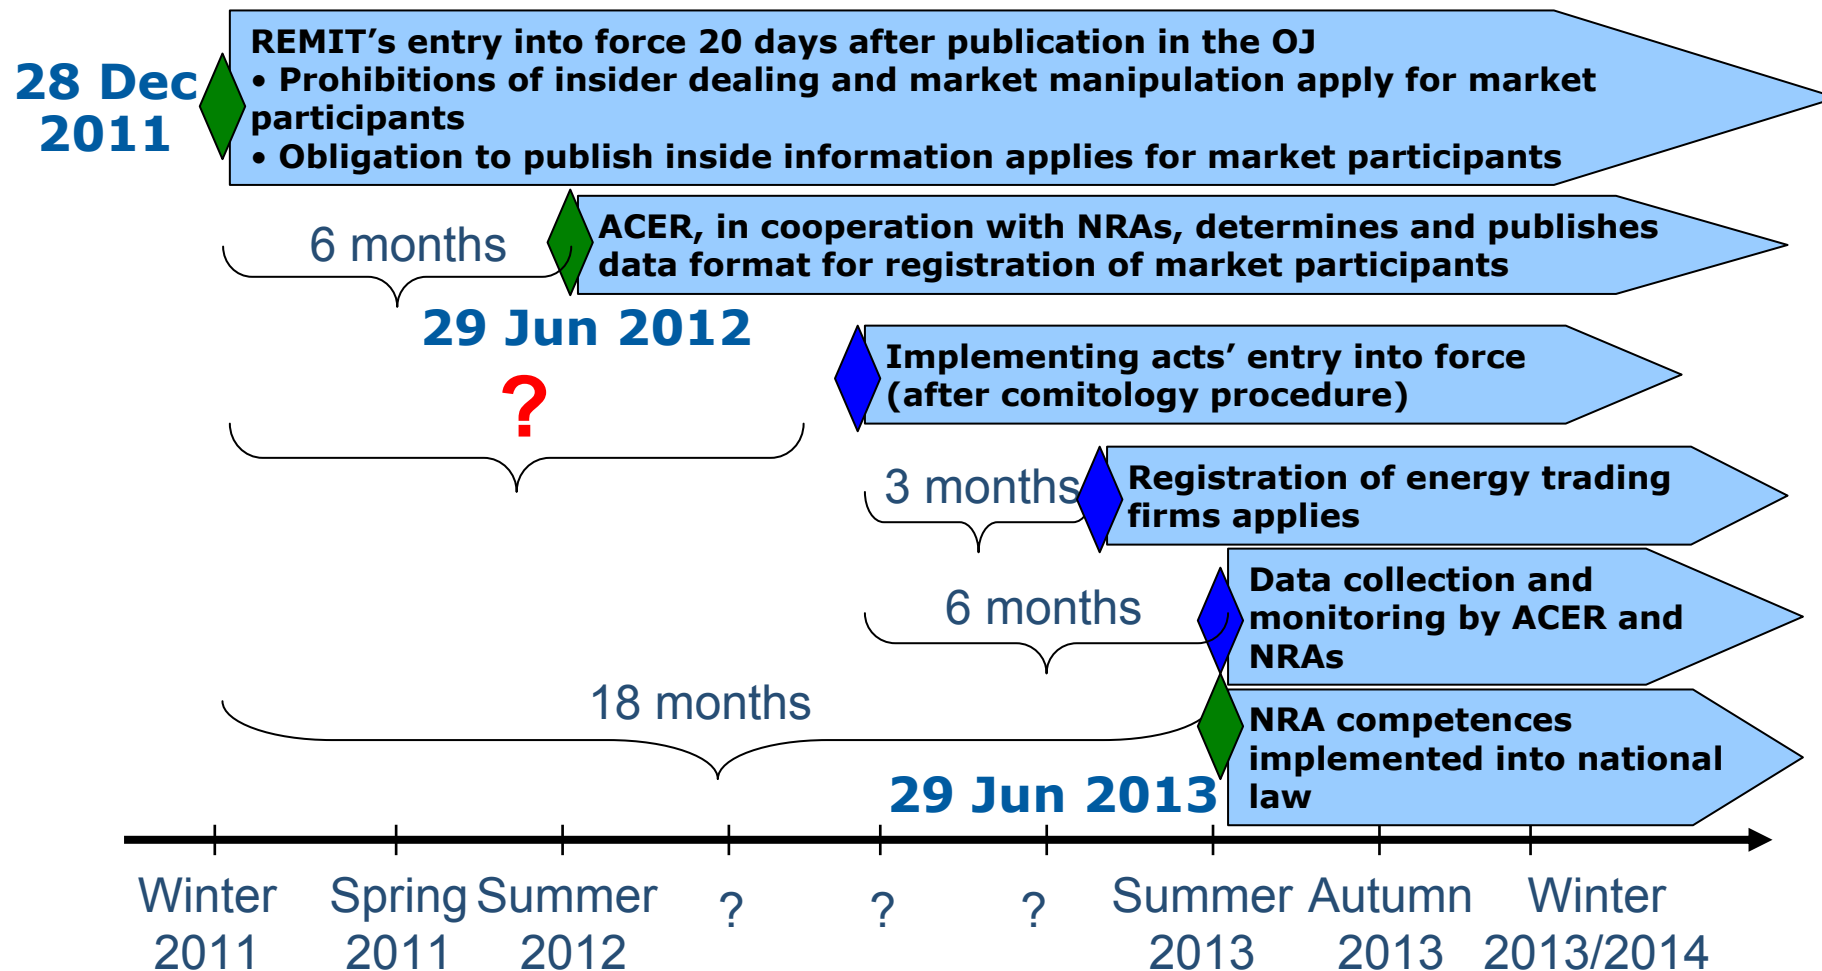 REMIT’s entry into force 20 days after publication in the OJ
• Prohibitions of insider dealing and market manipulation apply for market
participants
• Obligation to publish inside information applies for market participants
28 Dec
2011
6 months
ACER, in cooperation with NRAs, determines and publishes
data format for registration of market participants
29 Jun 2012
?
Implementing acts’ entry into force
(after comitology procedure)
3 months
Registration of energy trading
firms applies
6 months
Data collection and
monitoring by ACER and
NRAs
18 months
NRA competences
implemented into national
law
29 Jun 2013
Winter
2011
Spring
2011
Summer
2012
?
?
?
Summer
2013
Autumn
2013
Winter
2013/2014